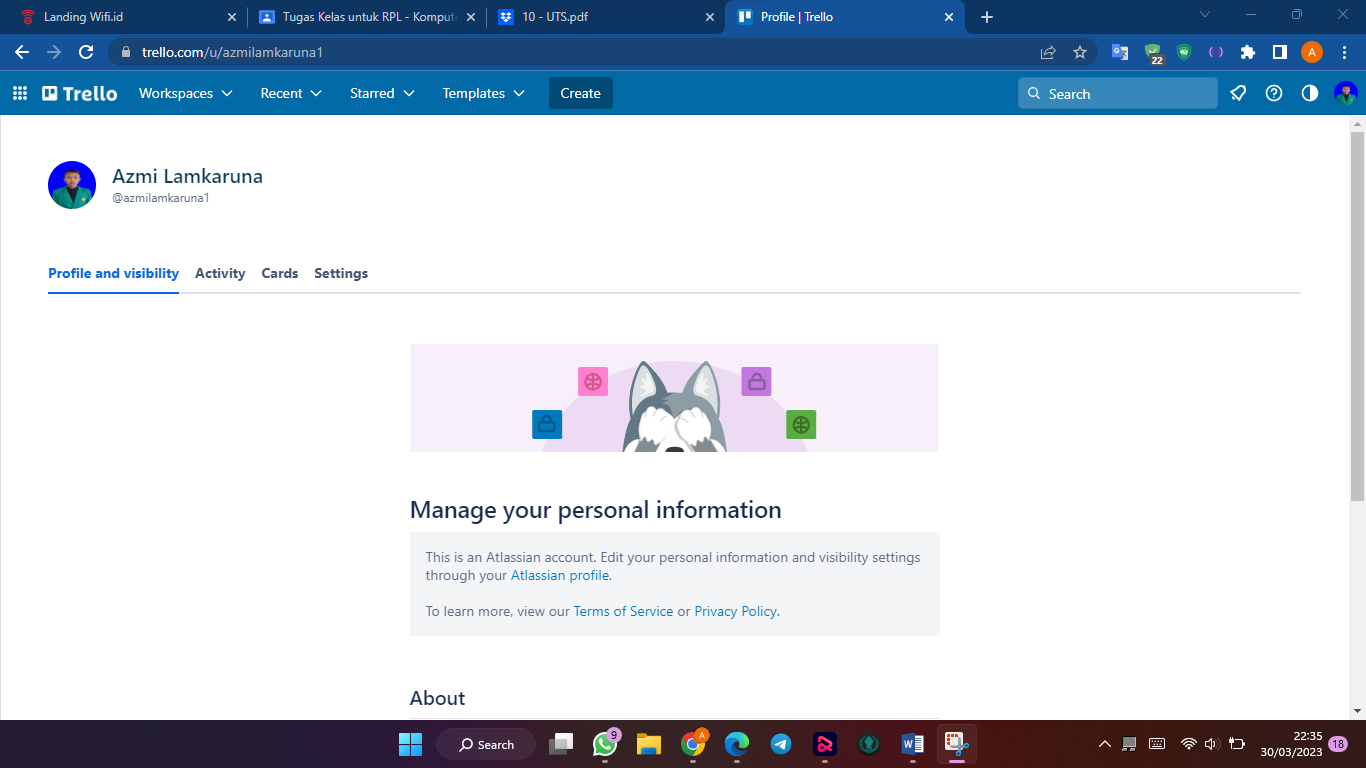 Landing Wifi.id
Tugas Kelas untuk RPL - Kompute
10 - UTS.pdf
Profile | Trello
trello.com/u/azmilamkaruna1
22
A
Trello
Workspaces
Recent
Starred
Templates
Create
Search
Azmi Lamkaruna
@azmilamkaruna1
Profile and visibility
Activity
Cards
Settings
Manage your personal information
This is an Atlassian account. Edit your personal information and visibility settings
through your Atlassian profile.
To learn more, view our Terms of Service or Privacy Policy.
About
Search
9
A
22:35
30/03/2023
18